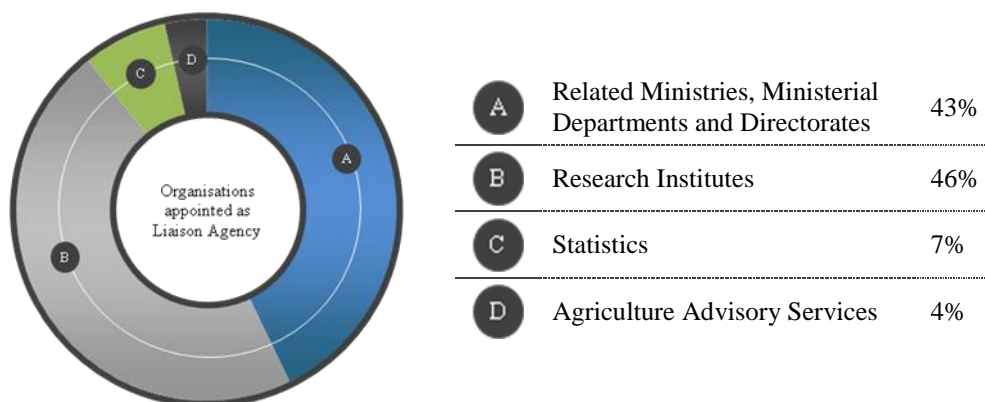 C
D
A
B
Organisations
appointed as
Liaison Agency
A
Related Ministries, Ministerial
Departments and Directorates
43%
B
Research Institutes
46%
C
Statistics
7%
D
Agriculture Advisory Services
4%